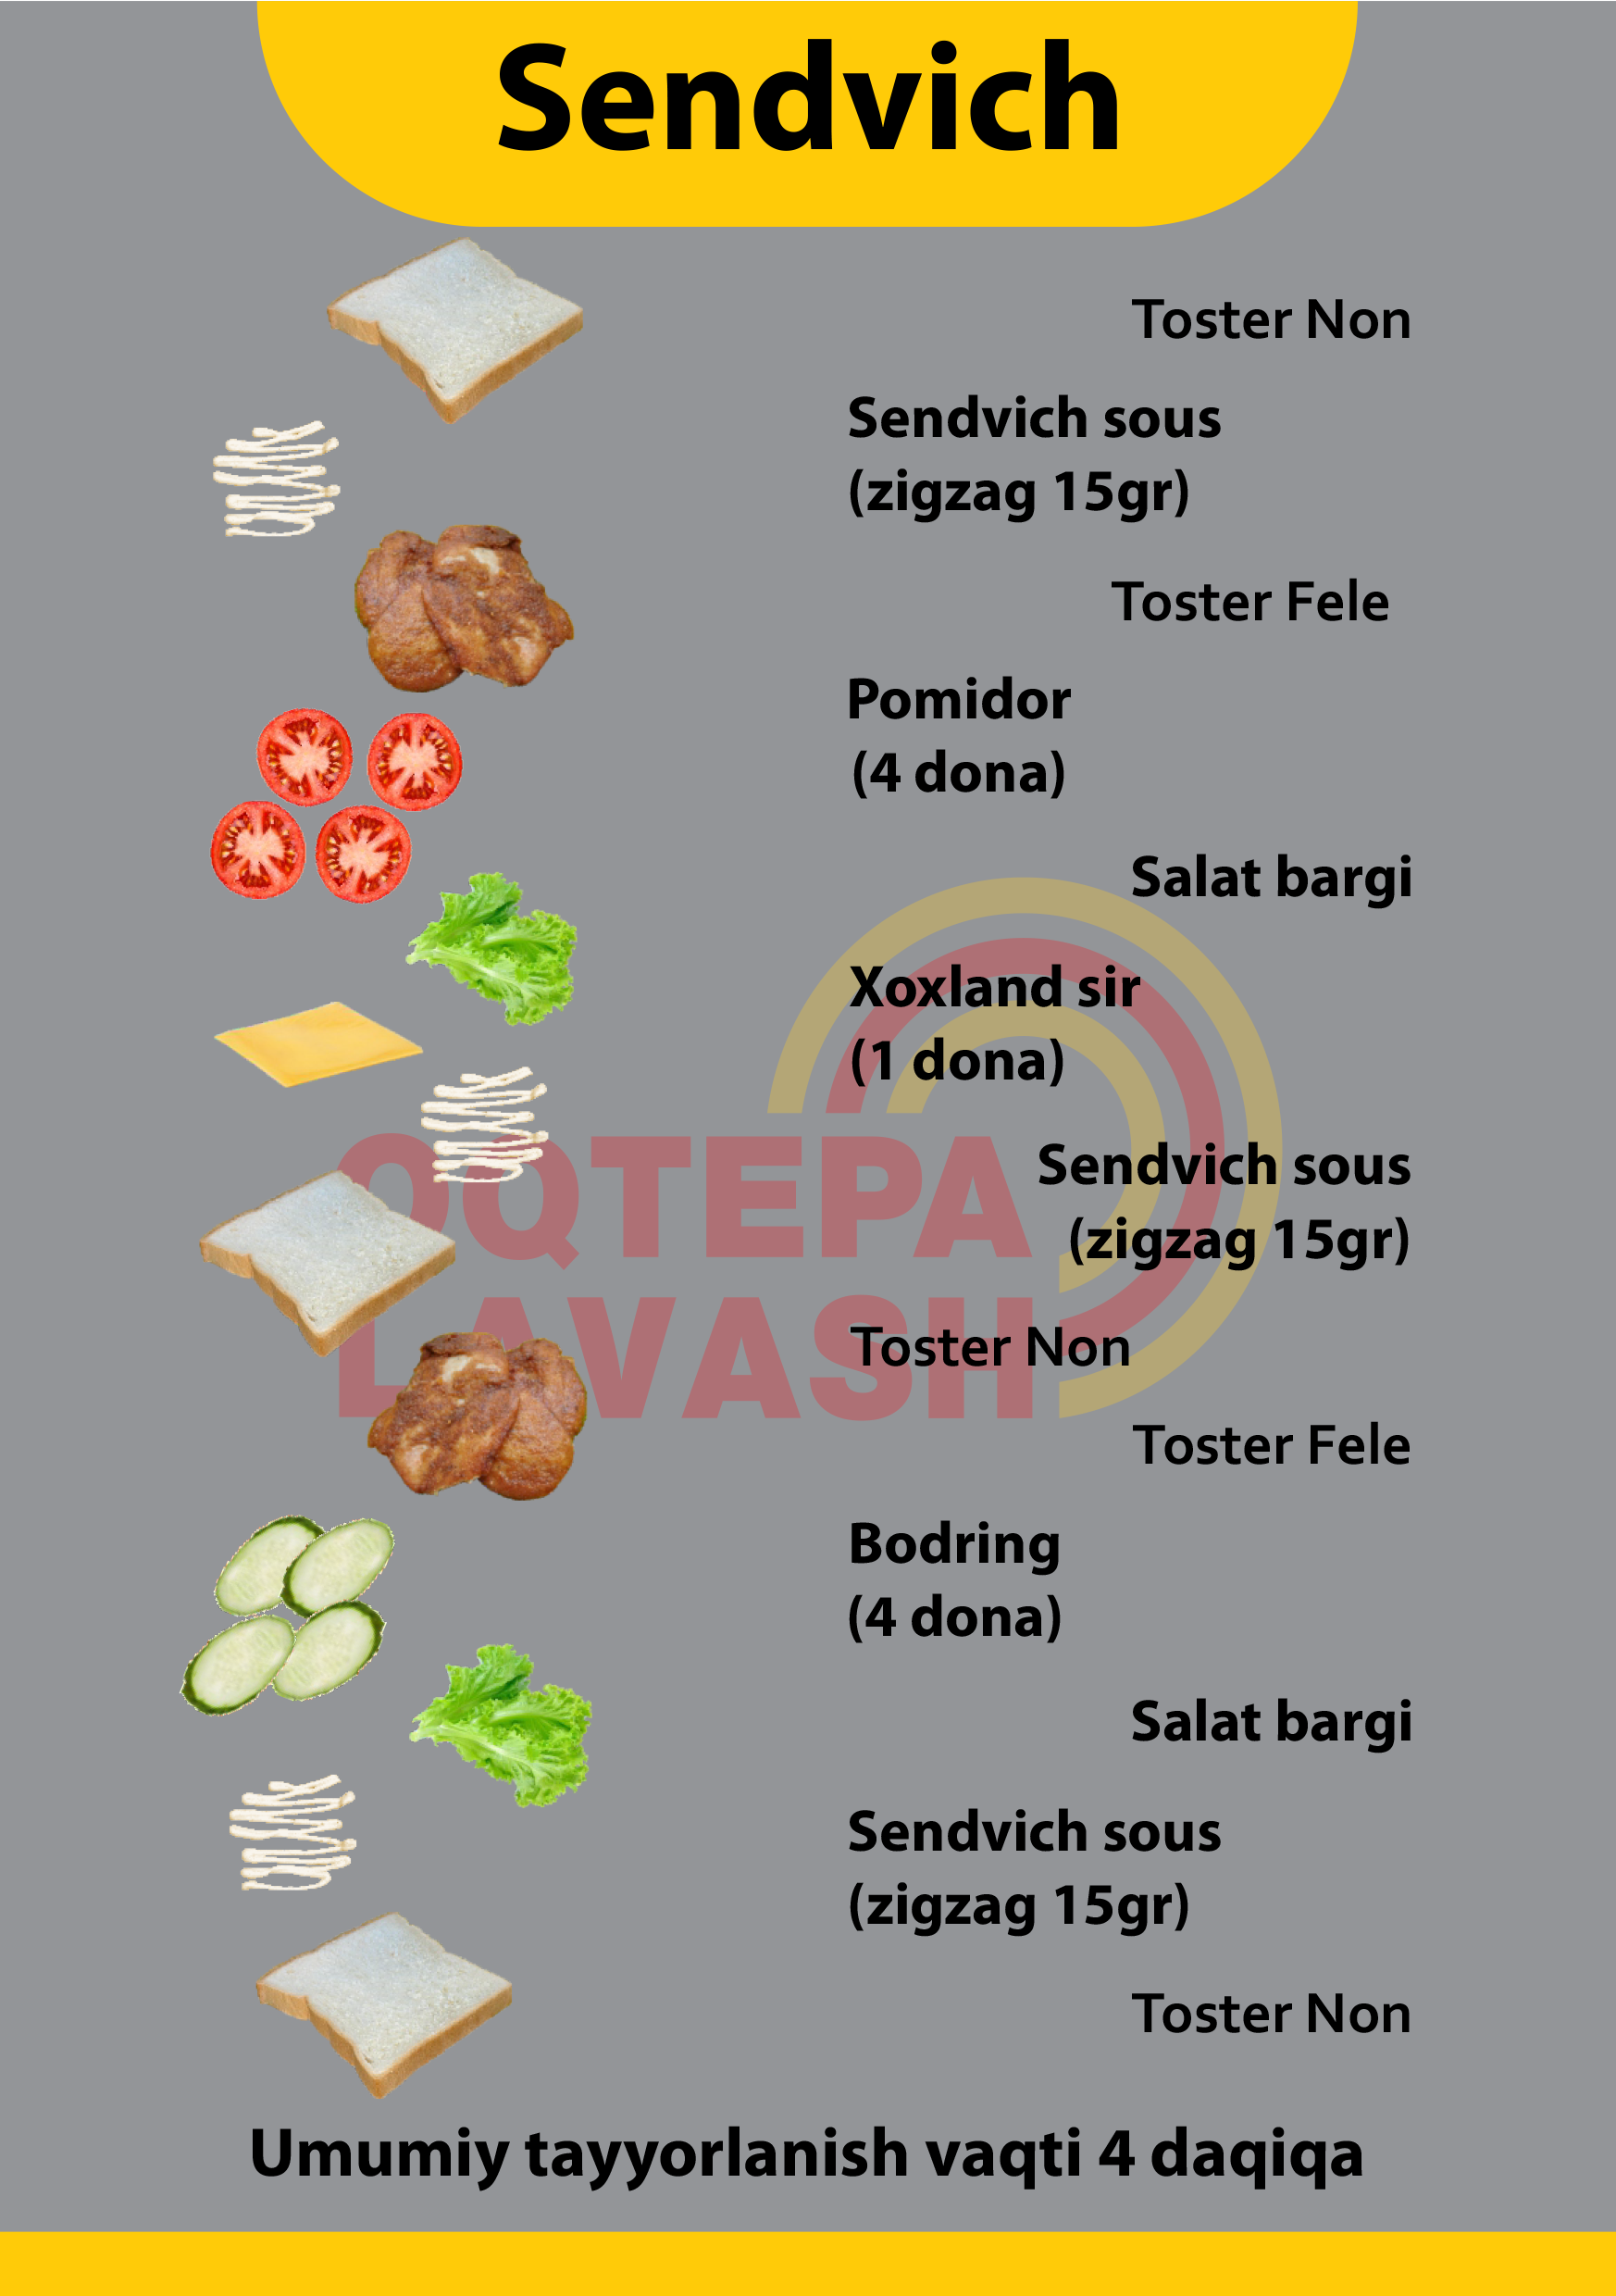 Sendvich
Toster Non
Sendvich sous
(zigzag 15gr)
Toster Fele
Pomidor
(4 dona)
Salat bargi
Xoxland sir
(1 dona)
Sendvich sous
(zigzag 15gr)
OQTEPA
LAVASH
Toster Non
Toster Fele
Bodring
(4 dona)
Salat bargi
Sendvich sous
(zigzag 15gr)
Toster Non
Umumiy tayyorlanish vaqti 4 daqiqa